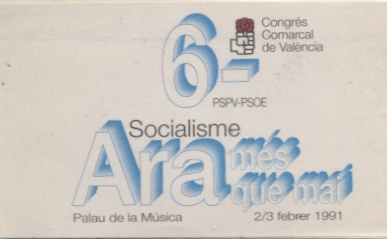 6-
Congrés
Comarcal
de València
PSPV-PSOE
Socialisme
Ara més
que mai
Palau de la Música
2/3 febrer 1991